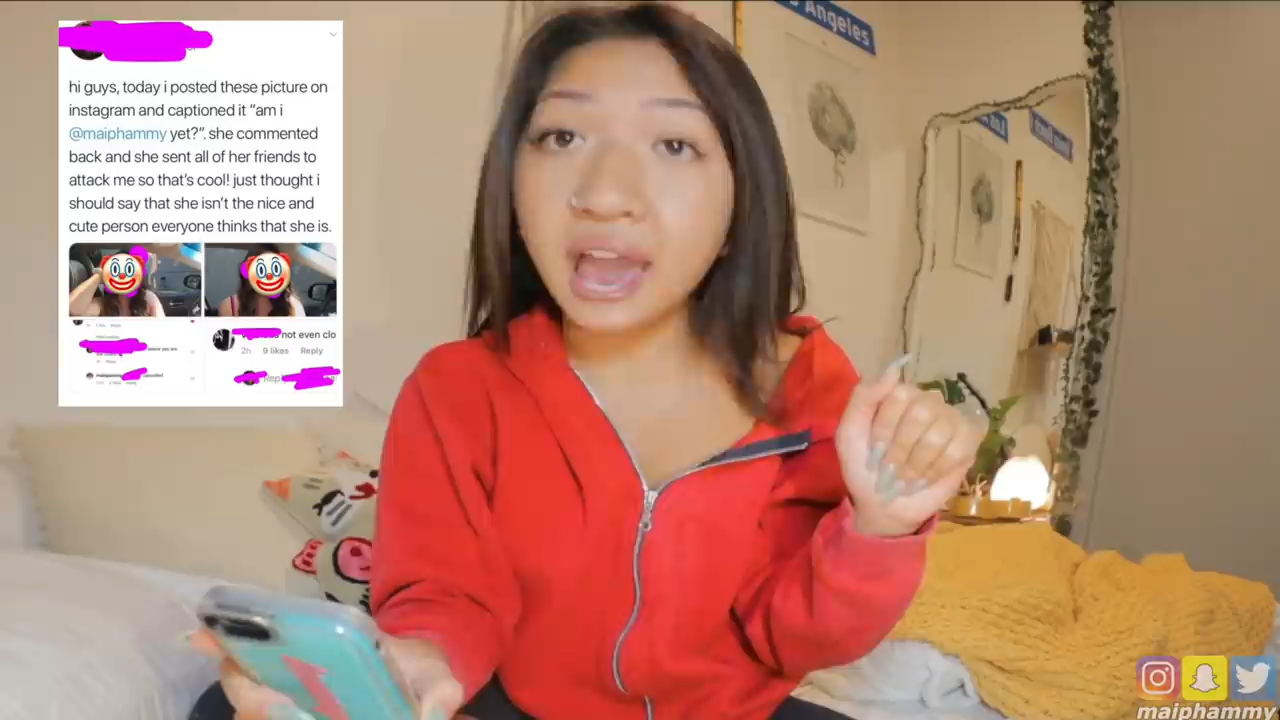 hi guys, today i posted these picture on
instagram and captioned it “am i
@maiphammy yet?”. she commented
back and she sent all of her friends to
attack me so that’s cool! just thought i
should say that she isn’t the nice and
cute person everyone thinks that she is.
not even clo
2h 9 likes Reply
Angeles
maiphammy